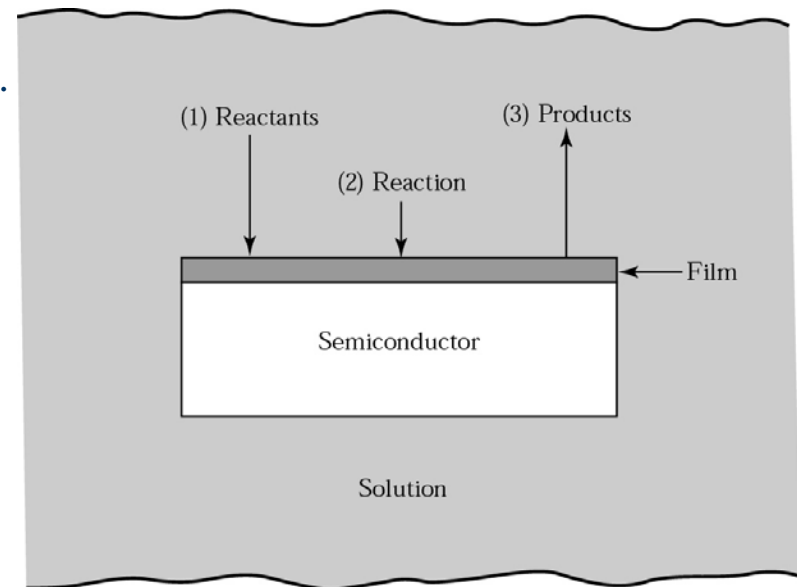 (1) Reactants
(3) Products
(2) Reaction
Film
Semiconductor
Solution